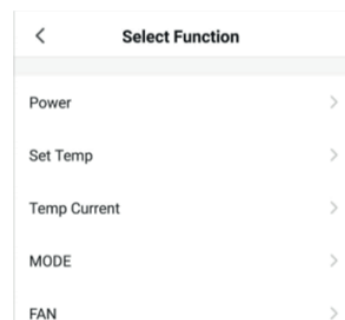 Select Function
Power
Set Temp
Temp Current
MODE
FAN